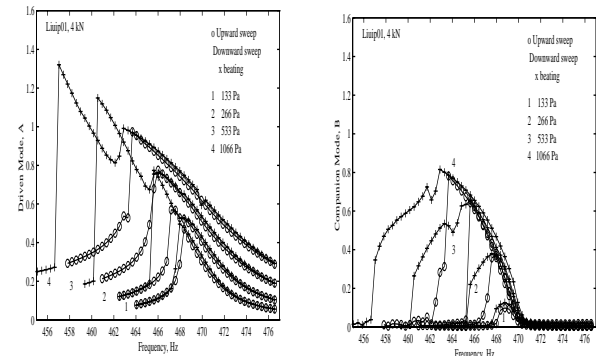 Liuip01, 4 kN
o Upward sweep
Downward sweep
x beating
1 133 Pa
2 266 Pa
3 533 Pa
4 1066 Pa
Driven Mode, A
1.6
1.4
1.2
1
0.8
0.6
0.4
0.2
0
4
3
2
1
456 458 460 462 464 466 468 470 472 474 476
Frequency, Hz
Liuip01, 4 kN
o Upward sweep
Downward sweep
x beating
1 133 Pa
2 266 Pa
3 533 Pa
4 1066 Pa
Companion Mode, B
1.6
1.4
1.2
1
0.8
0.6
0.4
0.2
0
4
3
2
1
456 458 460 462 464 466 468 470 472 474 476
Frequency, Hz